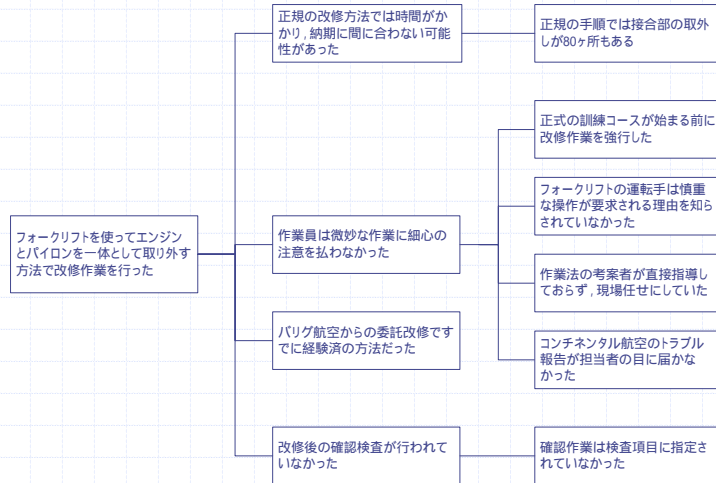 正規の改修方法では時間がか
かり，納期に間に合わない可能
性があった
正規の手順では接合部の取外
しが80ヶ所もある
正式の訓練コースが始まる前に
改修作業を強行した
フォークリフトの運転手は慎重
な操作が要求される理由を知ら
されていなかった
フォークリフトを使ってエンジン
とパイロンを一体として取り外す
方法で改修作業を行った
作業員は微妙な作業に細心の
注意を払わなかった
作業法の考案者が直接指導し
ておらず，現場任せにしていた
バリグ航空からの委託改修です
でに経験済の方法だった
コンチネンタル航空のトラブル
報告が担当者の目に届かな
かった
改修後の確認検査が行われて
いなかった
確認作業は検査項目に指定さ
れていなかった